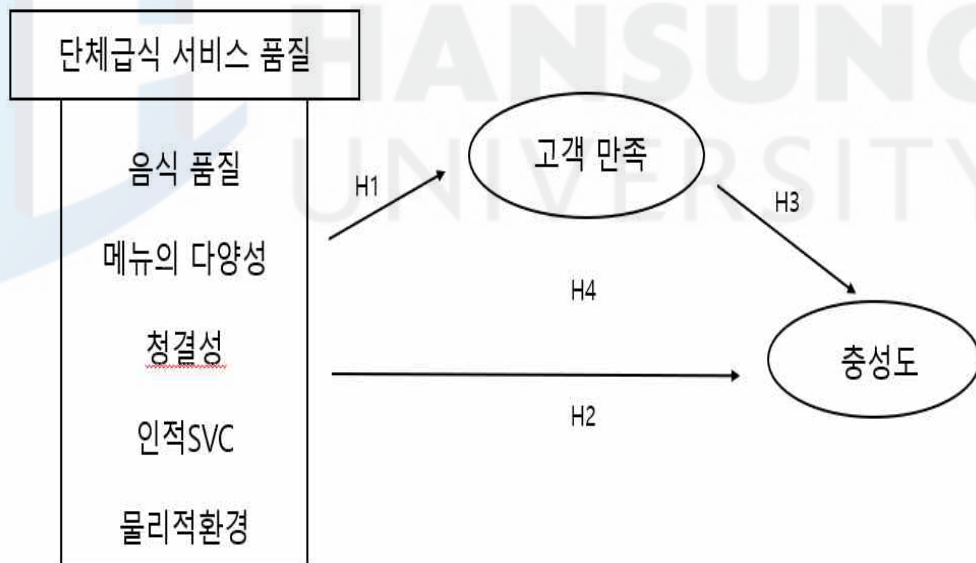 HANSUNG
UNIVERSITY
단체급식 서비스 품질
음식 품질
메뉴의 다양성
청결성
인적SVC
물리적환경
H1
고객 만족
H3
H4
H2
충성도